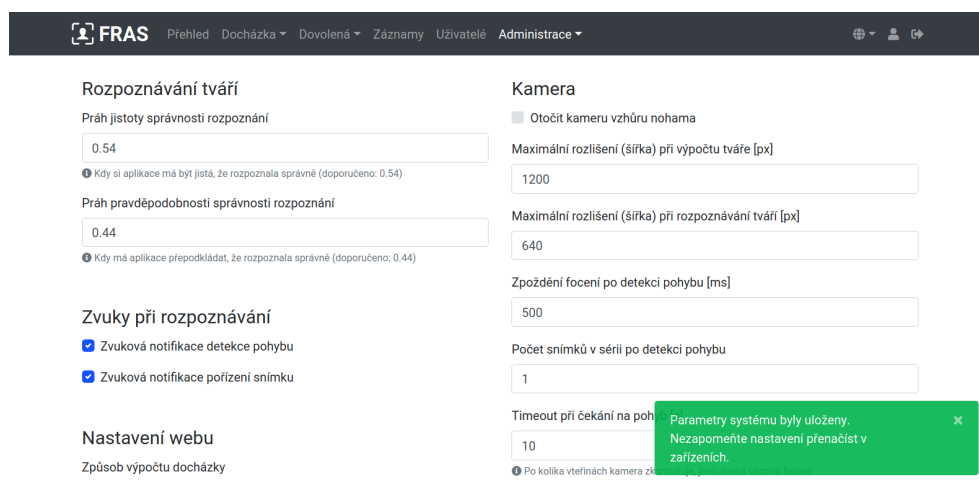 FRAS Přehled Docházka Dovolená Záznamy Uživatelé Administrace
Rozpoznávání tváří
Práh jistoty správnosti rozpoznání
0.54
Kdy si aplikace má být jistá, že rozpoznala správně (doporučeno: 0.54)
Práh pravděpodobnosti správnosti rozpoznání
0.44
Kdy má aplikace přepodkládat, že rozpoznala správně (doporučeno: 0.44)
Zvuky při rozpoznávání
Zvuková notifikace detekce pohybu
Zvuková notifikace pořízení snímku
Nastavení webu
Způsob výpočtu docházky
Kamera
Otočit kameru vzhůru nohama
Maximální rozlišení (šířka) při výpočtu tváře [px]
1200
Maximální rozlišení (šířka) při rozpoznávání tváří [px]
640
Zpoždění focení po detekci pohybu [ms]
500
Počet snímků v sérii po detekci pohybu
1
Timeout při čekání na pohyb
10
Po kolika vteřinách kamera
Parametry systému byly uloženy.
Nezapomeňte nastavení přenačíst v
zařízeních.
×